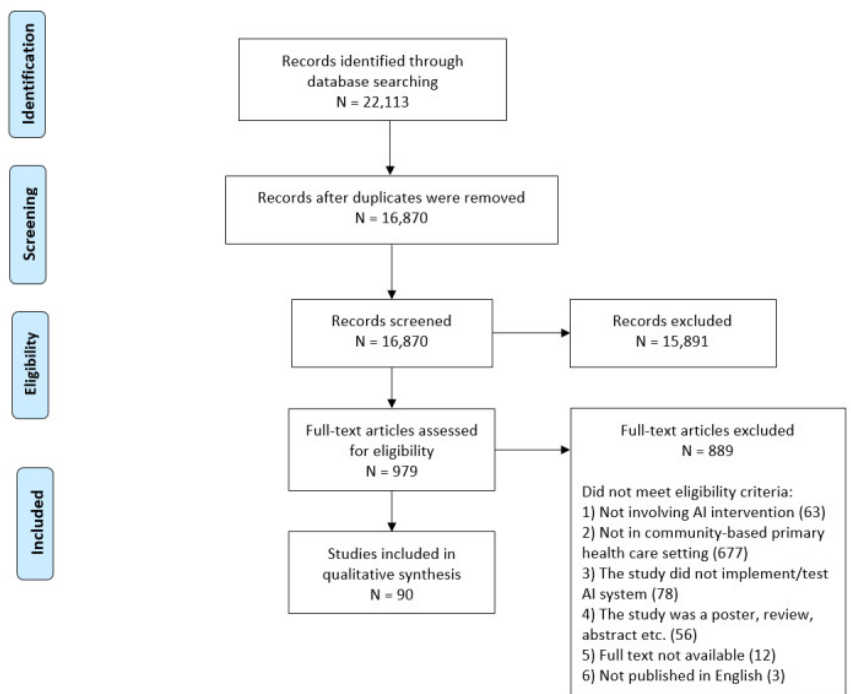 Identification
Records identified through
database searching
N = 22,113
Screening
Records after duplicates were removed
N = 16,870
Eligibility
Records screened
N = 16,870
Records excluded
N = 15,891
Full-text articles assessed
for eligibility
N = 979
Full-text articles excluded
N = 889
Did not meet eligibility criteria:
1) Not involving AI intervention (63)
2) Not in community-based primary
health care setting (677)
3) The study did not implement/test
AI system (78)
4) The study was a poster, review,
abstract etc. (56)
5) Full text not available (12)
6) Not published in English (3)
Included
Studies included in
qualitative synthesis
N = 90